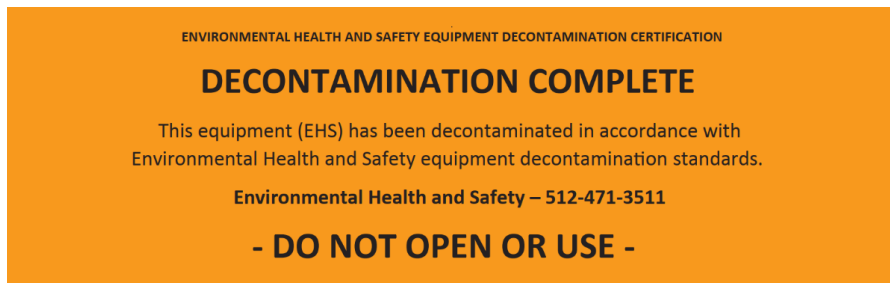 ENVIRONMENTAL HEALTH AND SAFETY EQUIPMENT DECONTAMINATION CERTIFICATION
DECONTAMINATION COMPLETE
This equipment (EHS) has been decontaminated in accordance with
Environmental Health and Safety equipment decontamination standards.
Environmental Health and Safety – 512-471-3511
- DO NOT OPEN OR USE -